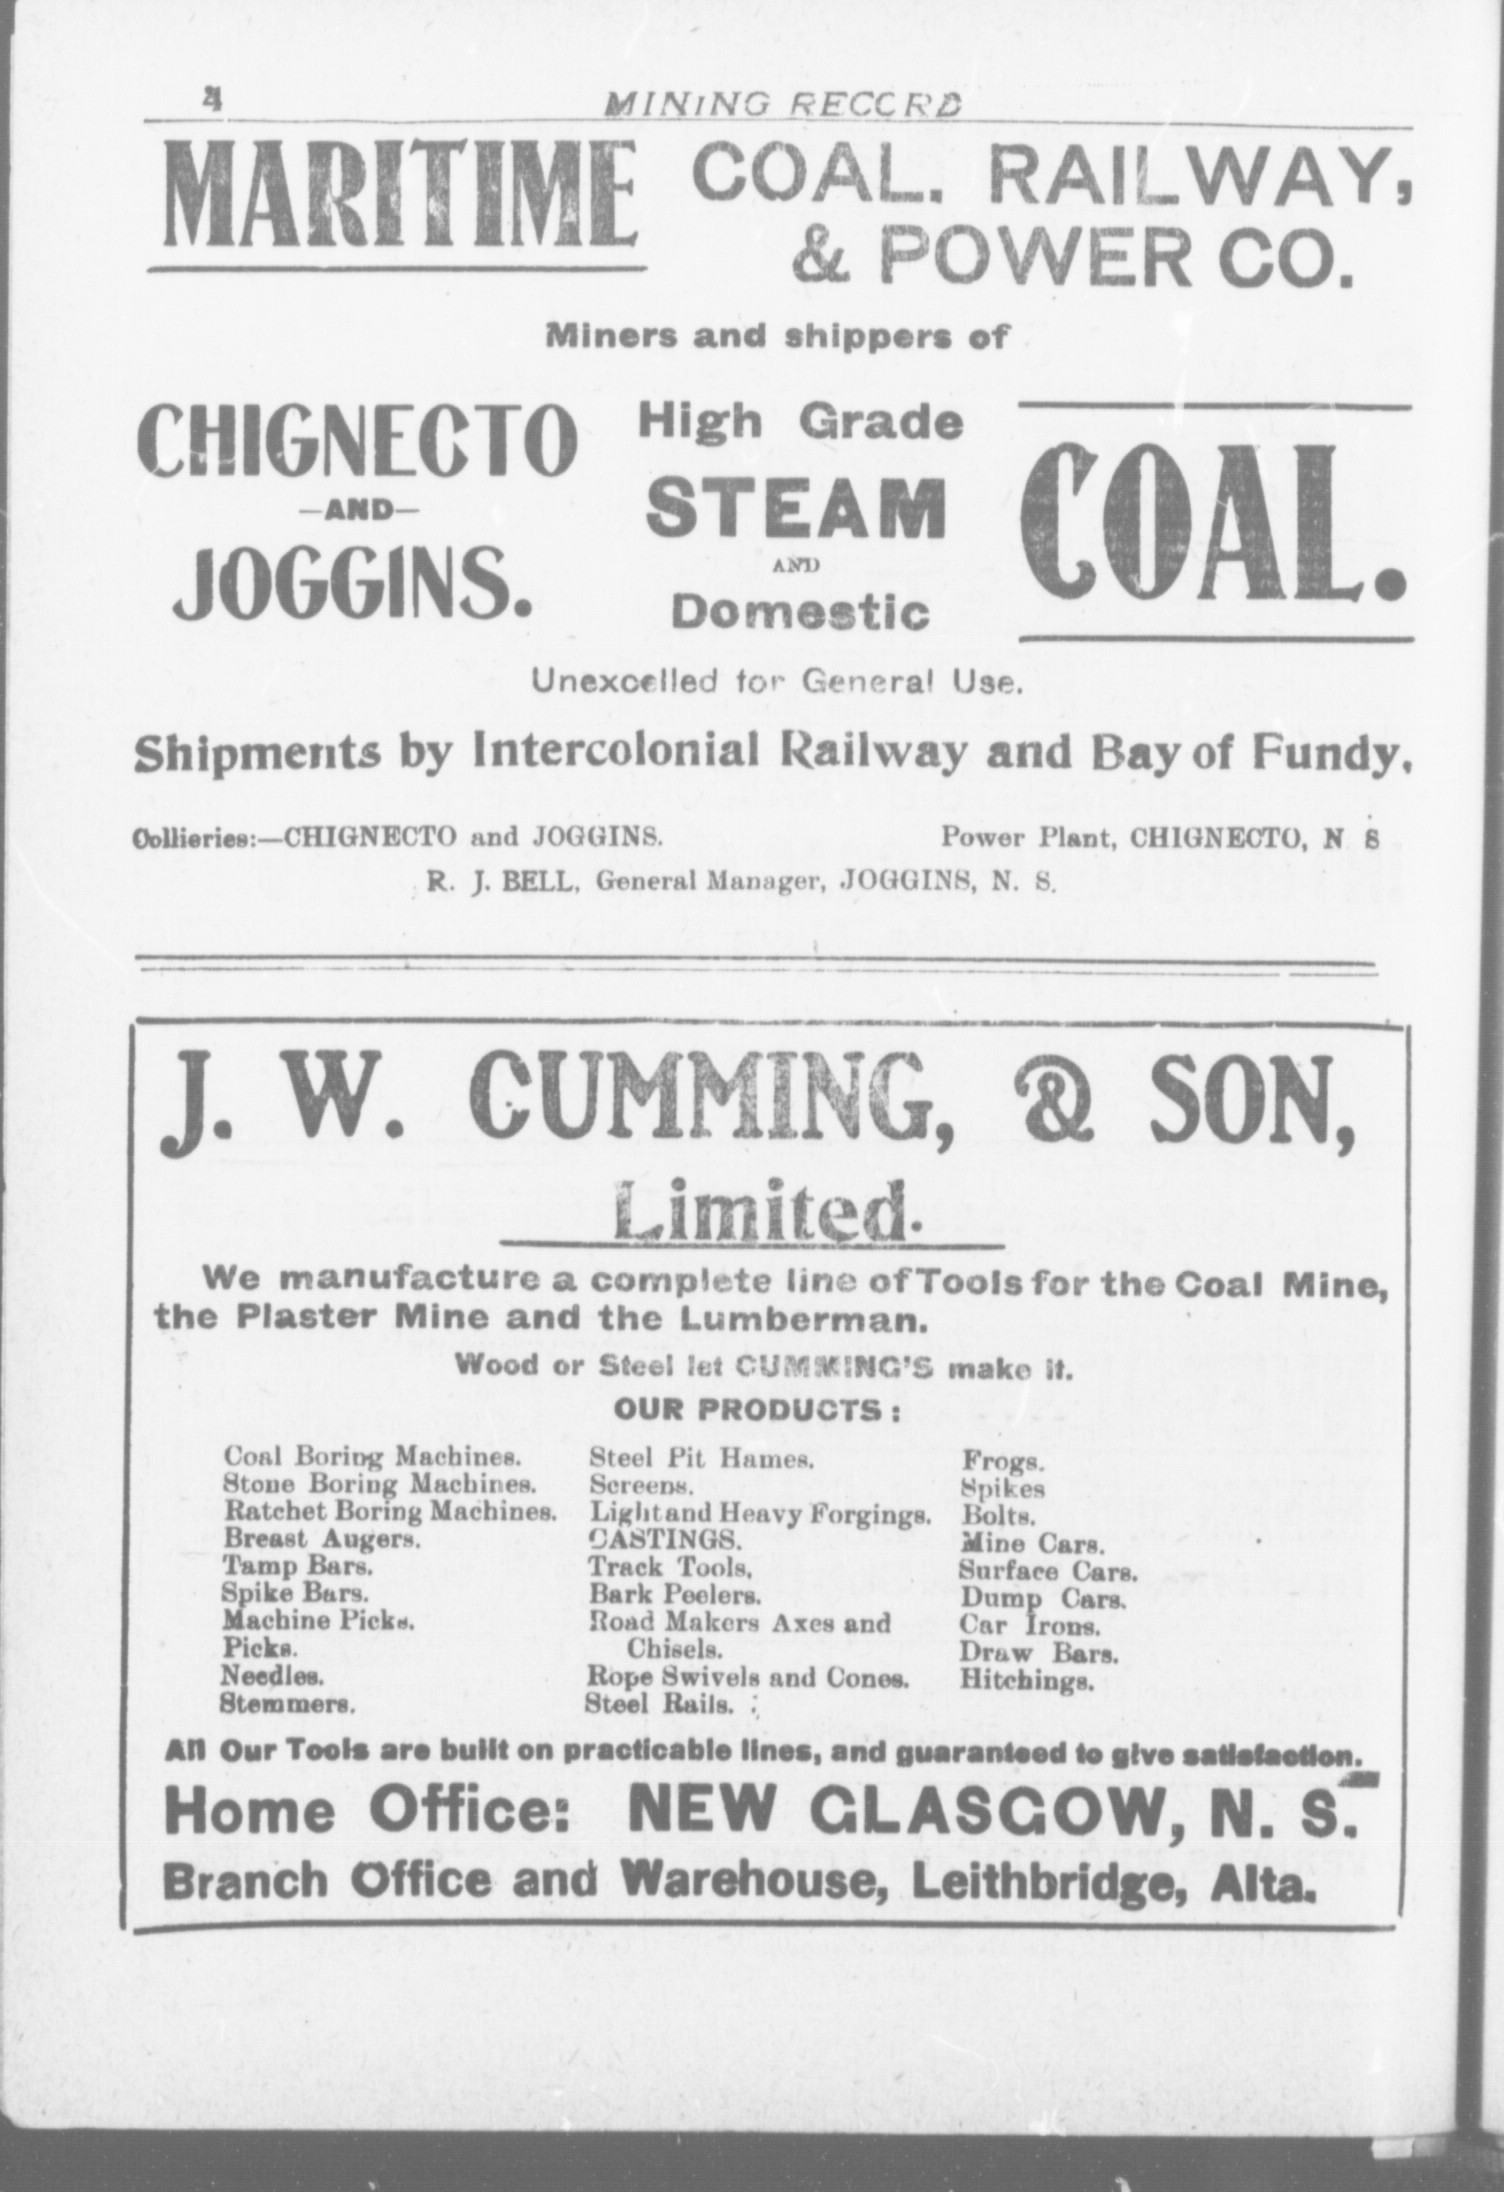 4 MINING RECORD
MARITIME COAL. RAILWAY,
& POWER CO.
Miners and shippers of
CHIGNECTO
—AND—
JOGGINS.
High Grade
STEAM
AND
Domestic
COAL.
Unexcelled for General Use.
Shipments by Intercolonial Railway and Bay of Fundy.
Collieries:—CHIGNECTO and JOGGINS. Power Plant, CHIGNECTO, N S
R. J. BELL, General Manager, JOGGINS, N. S.
J. W. CUMMING, & SON,
Limited.
We manufacture a complete line of Tools for the Coal Mine,
the Plaster Mine and the Lumberman.
Wood or Steel let CUMMING'S make it.
OUR PRODUCTS:
Coal Boring Machines.
Stone Boring Machines.
Ratchet Boring Machines.
Breast Augers.
Tamp Bars.
Spike Bars.
Machine Picks.
Picks.
Needles.
Stemmers.
Steel Pit Hames.
Screens.
Light and Heavy Forgings.
CASTINGS.
Track Tools,
Bark Peelers.
Road Makers Axes and
Chisels.
Rope Swivels and Cones.
Steel Rails.
Frogs.
Spikes
Bolts.
Mine Cars.
Surface Cars.
Dump Cars.
Car Irons.
Draw Bars.
Hitchings.
All Our Tools are built on practicable lines, and guaranteed to give satisfaction.
Home Office: NEW GLASGOW, N. S.
Branch Office and Warehouse, Leithbridge, Alta.